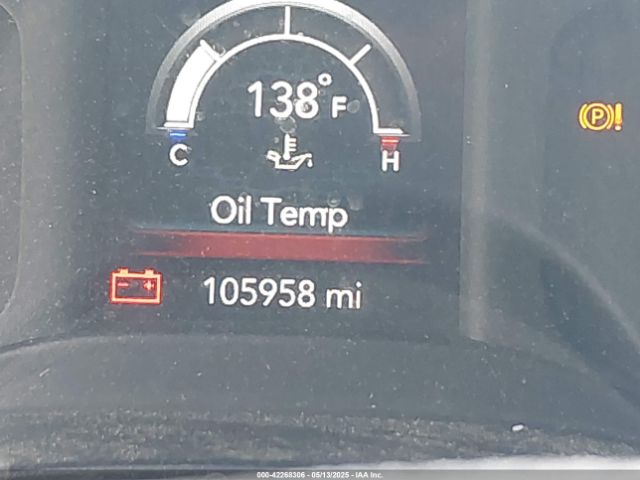 138°F
C H
Oil Temp
105958 mi
(P)!
000-42268306 - 05/13/2025 - IAA Inc.